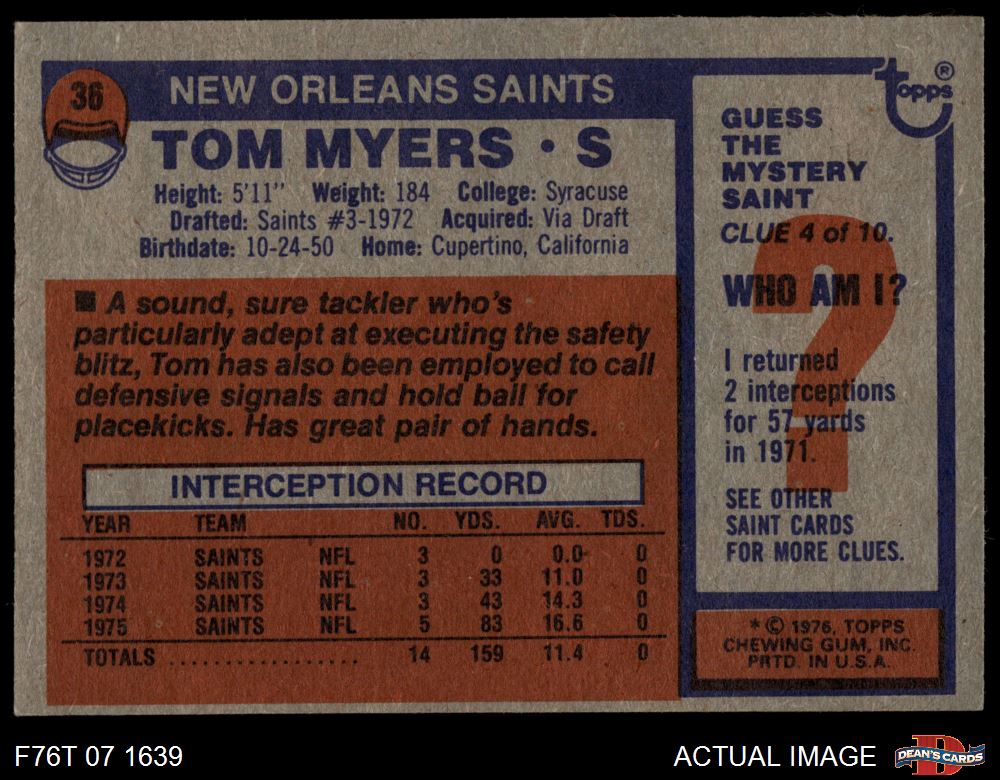 36
NEW ORLEANS SAINTS
TOM MYERS • S
Height: 5'11" Weight: 184 College: Syracuse
Drafted: Saints #3-1972 Acquired: Via Draft
Birthdate: 10-24-50 Home: Cupertino, California
■ A sound, sure tackler who's
particularly adept at executing the safety
blitz, Tom has also been employed to call
defensive signals and hold ball for
placekicks. Has great pair of hands.
INTERCEPTION RECORD
YEAR TEAM NO. YDS. AVG. TDS.
1972 SAINTS NFL 3 0 0.0 0
1973 SAINTS NFL 3 33 11.0 0
1974 SAINTS NFL 3 43 14.3 0
1975 SAINTS NFL 5 83 16.6 0
TOTALS .................. 14 159 11.4 0
topps ®
GUESS
THE
MYSTERY
SAINT
CLUE 4 of 10.
?
WHO AM I?
I returned
2 interceptions
for 57 yards
in 1971.
SEE OTHER
SAINT CARDS
FOR MORE CLUES.
* © 1976, TOPPS
CHEWING GUM, INC.
PRTD. IN U.S.A.
F76T 07 1639
ACTUAL IMAGE
D
DEAN'S CARDS